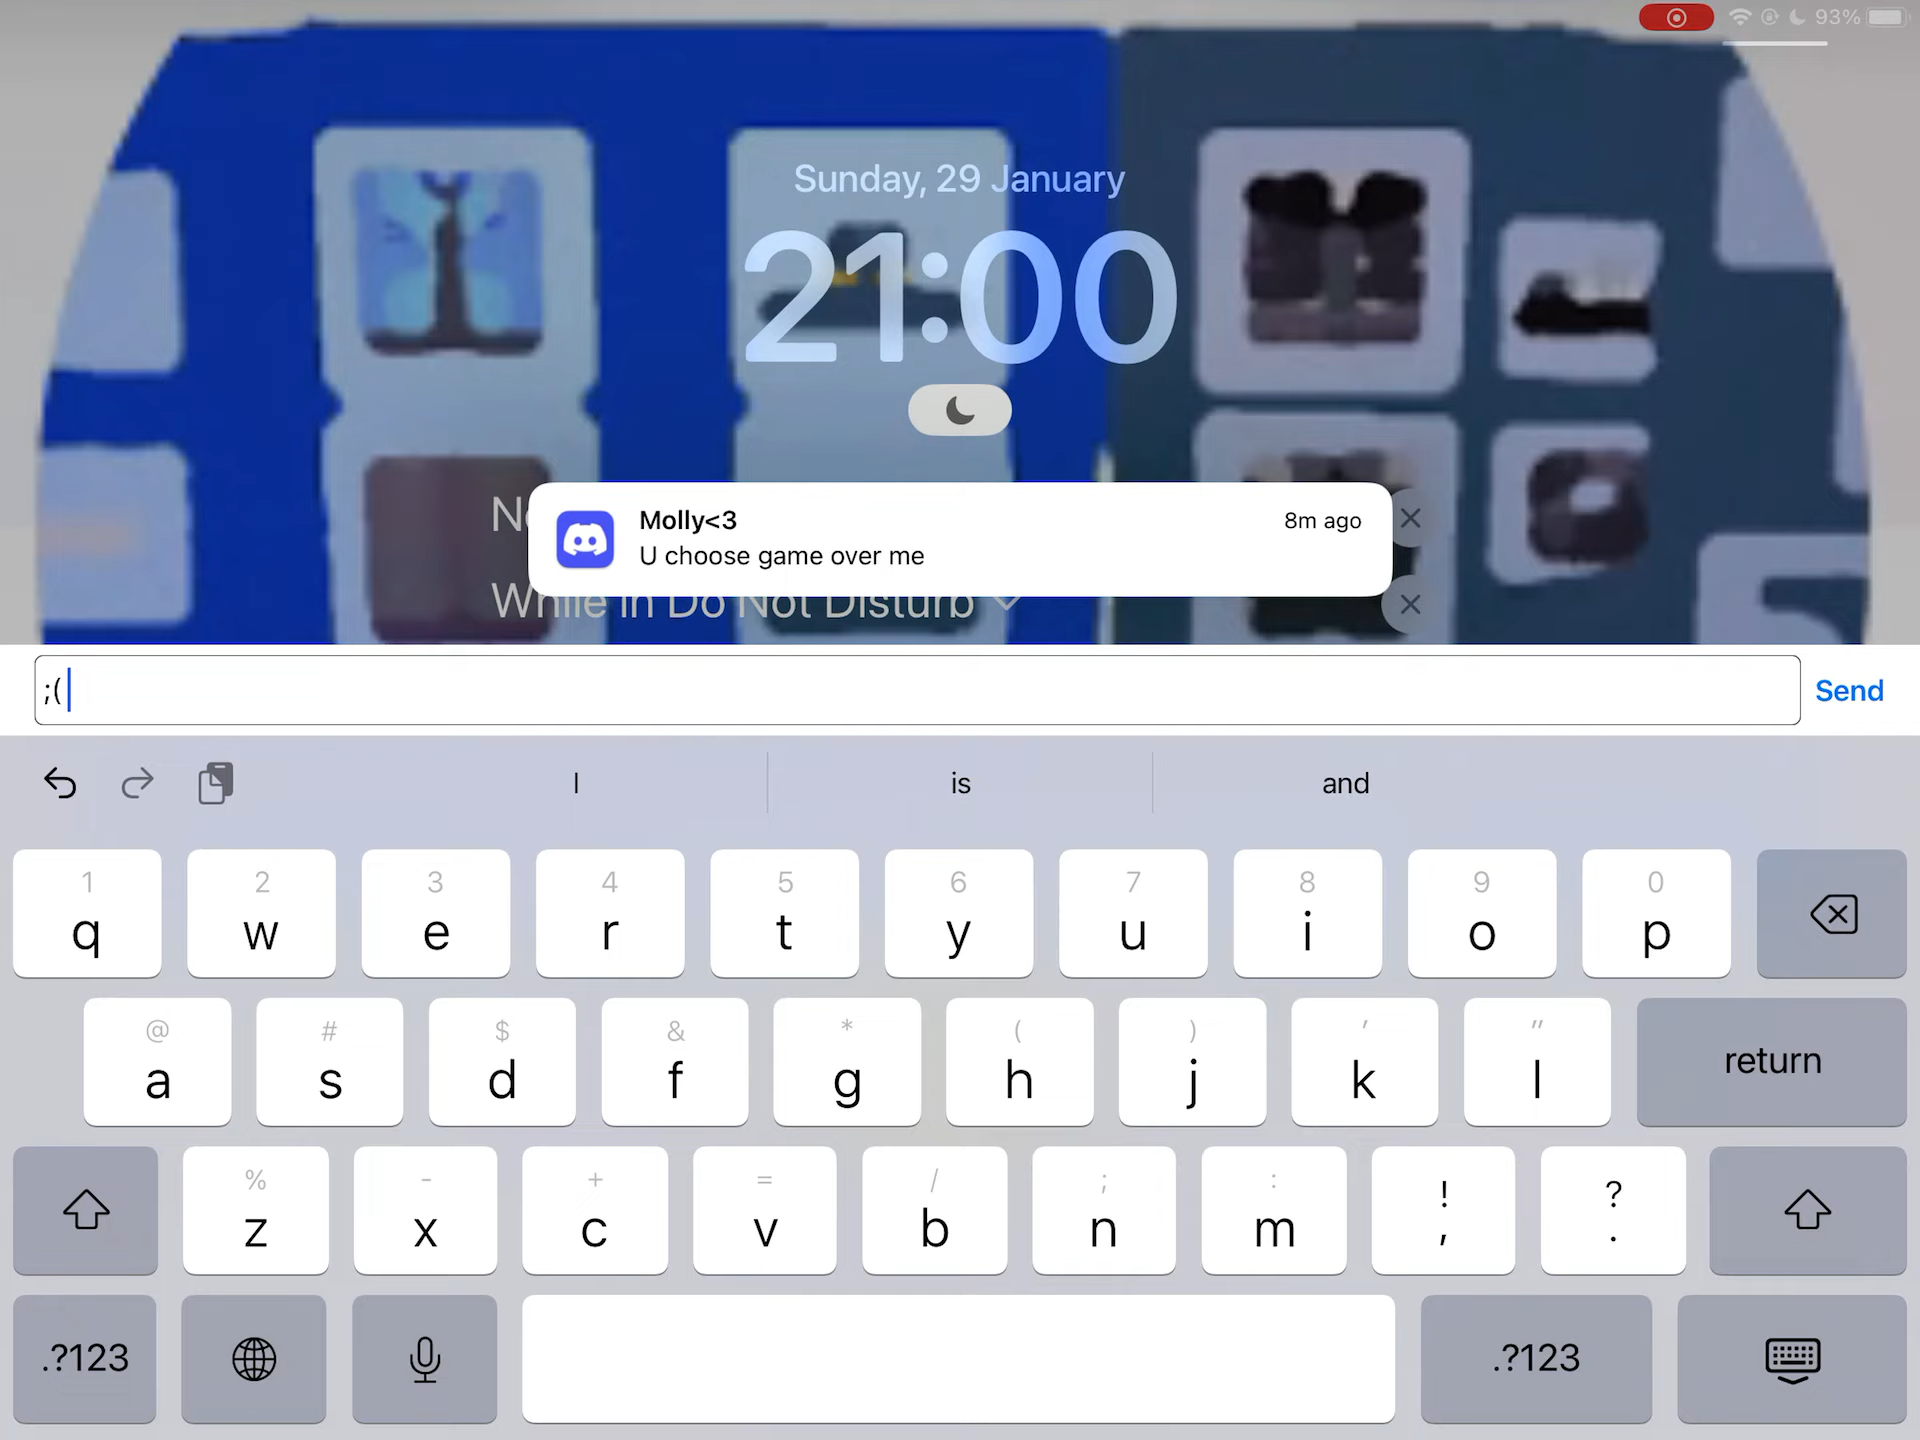 93%
Sunday, 29 January
21:00
Molly<3
8m ago
U choose game over me
While in Do Not Disturb
;(
Send
I is and
1 2 3 4 5 6 7 8 9 0
q w e r t y u i o p
@ # $ & * ( ) ' "
a s d f g h j k l return
% - + = / ; : ! ?
z x c v b n m , .
.?123 .?123